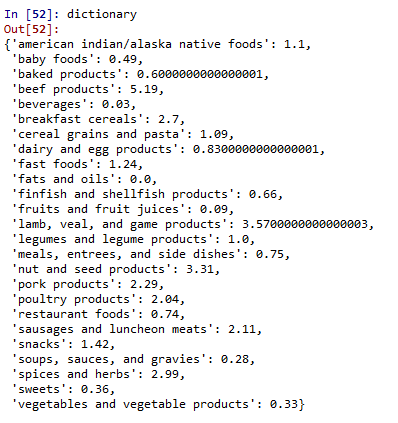 In [52]: dictionary
Out[52]:
{'american indian/alaska native foods': 1.1,
 'baby foods': 0.49,
 'baked products': 0.6000000000000001,
 'beef products': 5.19,
 'beverages': 0.03,
 'breakfast cereals': 2.7,
 'cereal grains and pasta': 1.09,
 'dairy and egg products': 0.8300000000000001,
 'fast foods': 1.24,
 'fats and oils': 0.0,
 'finfish and shellfish products': 0.66,
 'fruits and fruit juices': 0.09,
 'lamb, veal, and game products': 3.5700000000000003,
 'legumes and legume products': 1.0,
 'meals, entrees, and side dishes': 0.75,
 'nut and seed products': 3.31,
 'pork products': 2.29,
 'poultry products': 2.04,
 'restaurant foods': 0.74,
 'sausages and luncheon meats': 2.11,
 'snacks': 1.42,
 'soups, sauces, and gravies': 0.28,
 'spices and herbs': 2.99,
 'sweets': 0.36,
 'vegetables and vegetable products': 0.33}